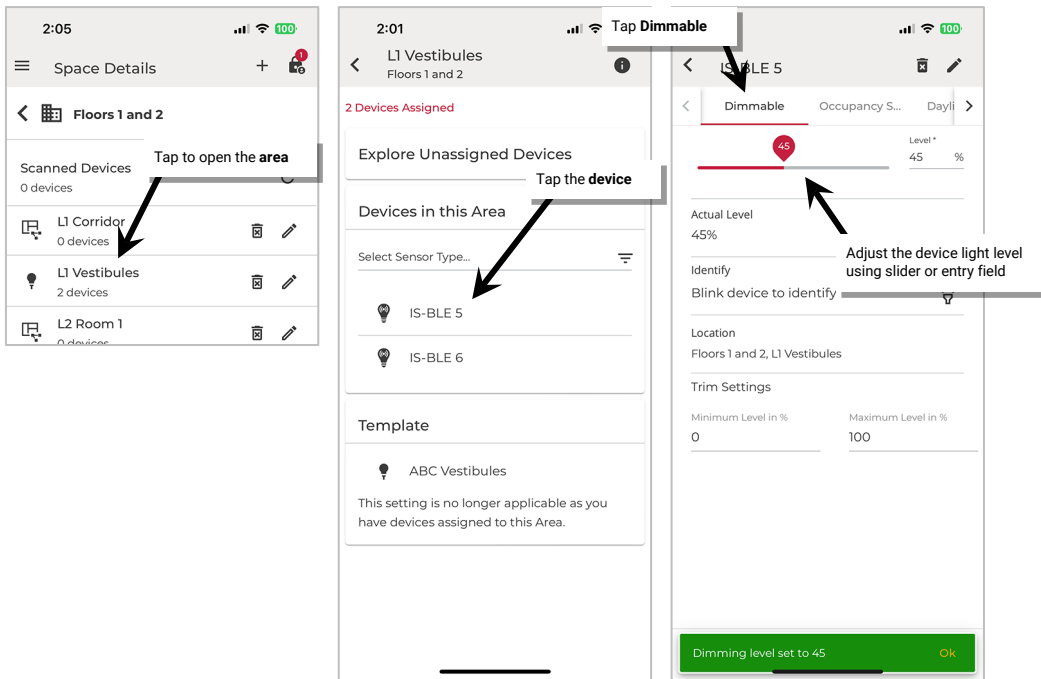 2:05
100
Space Details
1
Floors 1 and 2
Scanned Devices
0 devices
Tap to open the area
L1 Corridor
0 devices
L1 Vestibules
2 devices
L2 Room 1
0 devices
2:01
L1 Vestibules
Floors 1 and 2
2 Devices Assigned
Explore Unassigned Devices
Tap the device
Devices in this Area
Select Sensor Type...
IS-BLE 5
IS-BLE 6
Template
ABC Vestibules
This setting is no longer applicable as you
have devices assigned to this Area.
Tap Dimmable
100
IS-BLE 5
Dimmable
Occupancy S...
Dayli
45
Level *
45 %
Actual Level
45%
Adjust the device light level
using slider or entry field
Identify
Blink device to identify
Location
Floors 1 and 2, L1 Vestibules
Trim Settings
Minimum Level in %
Maximum Level in %
0
100
Dimming level set to 45
Ok